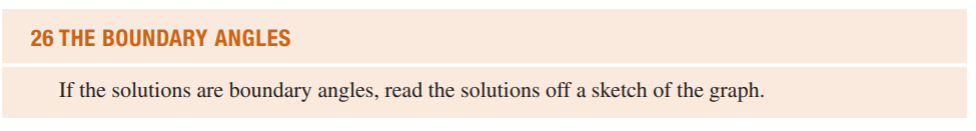 26 THE BOUNDARY ANGLES
If the solutions are boundary angles, read the solutions off a sketch of the graph.